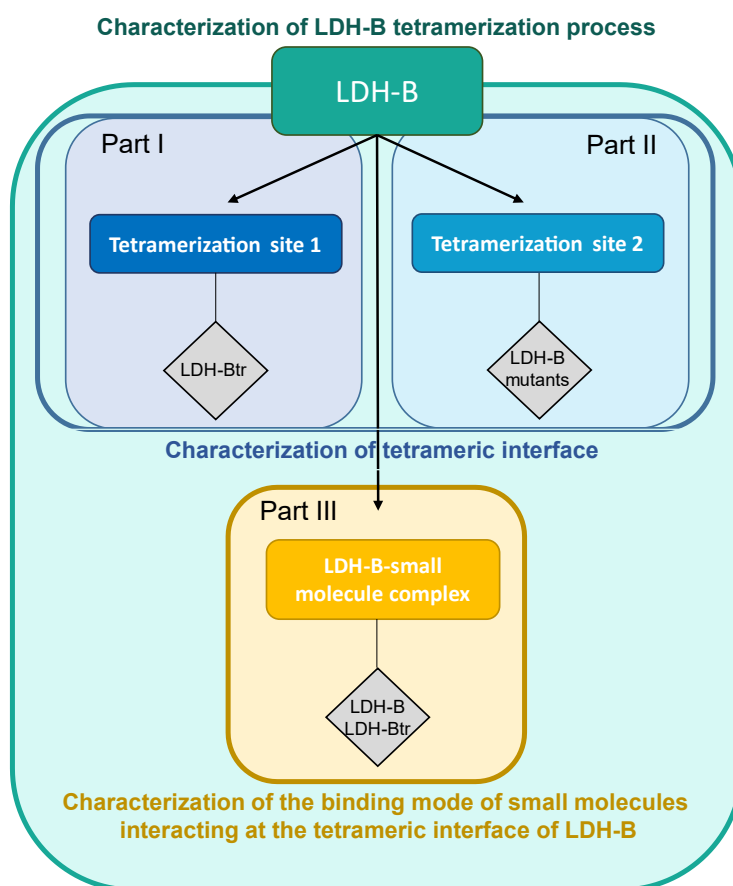 Characterization of LDH-B tetramerization process
LDH-B
Part I
Part II
Tetramerization site 1
Tetramerization site 2
LDH-Btr
LDH-B
mutants
Characterization of tetrameric interface
Part III
LDH-B-small
molecule complex
LDH-B
LDH-Btr
Characterization of the binding mode of small molecules
interacting at the tetrameric interface of LDH-B